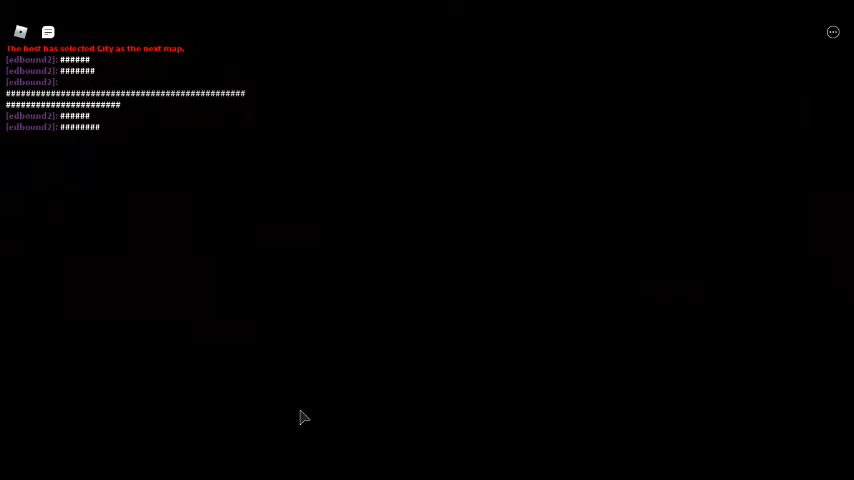 The host has selected City as the next map.
[edbound2]: ######
[edbound2]: #######
[edbound2]:
################################################
#######################
[edbound2]: ######
[edbound2]: ########